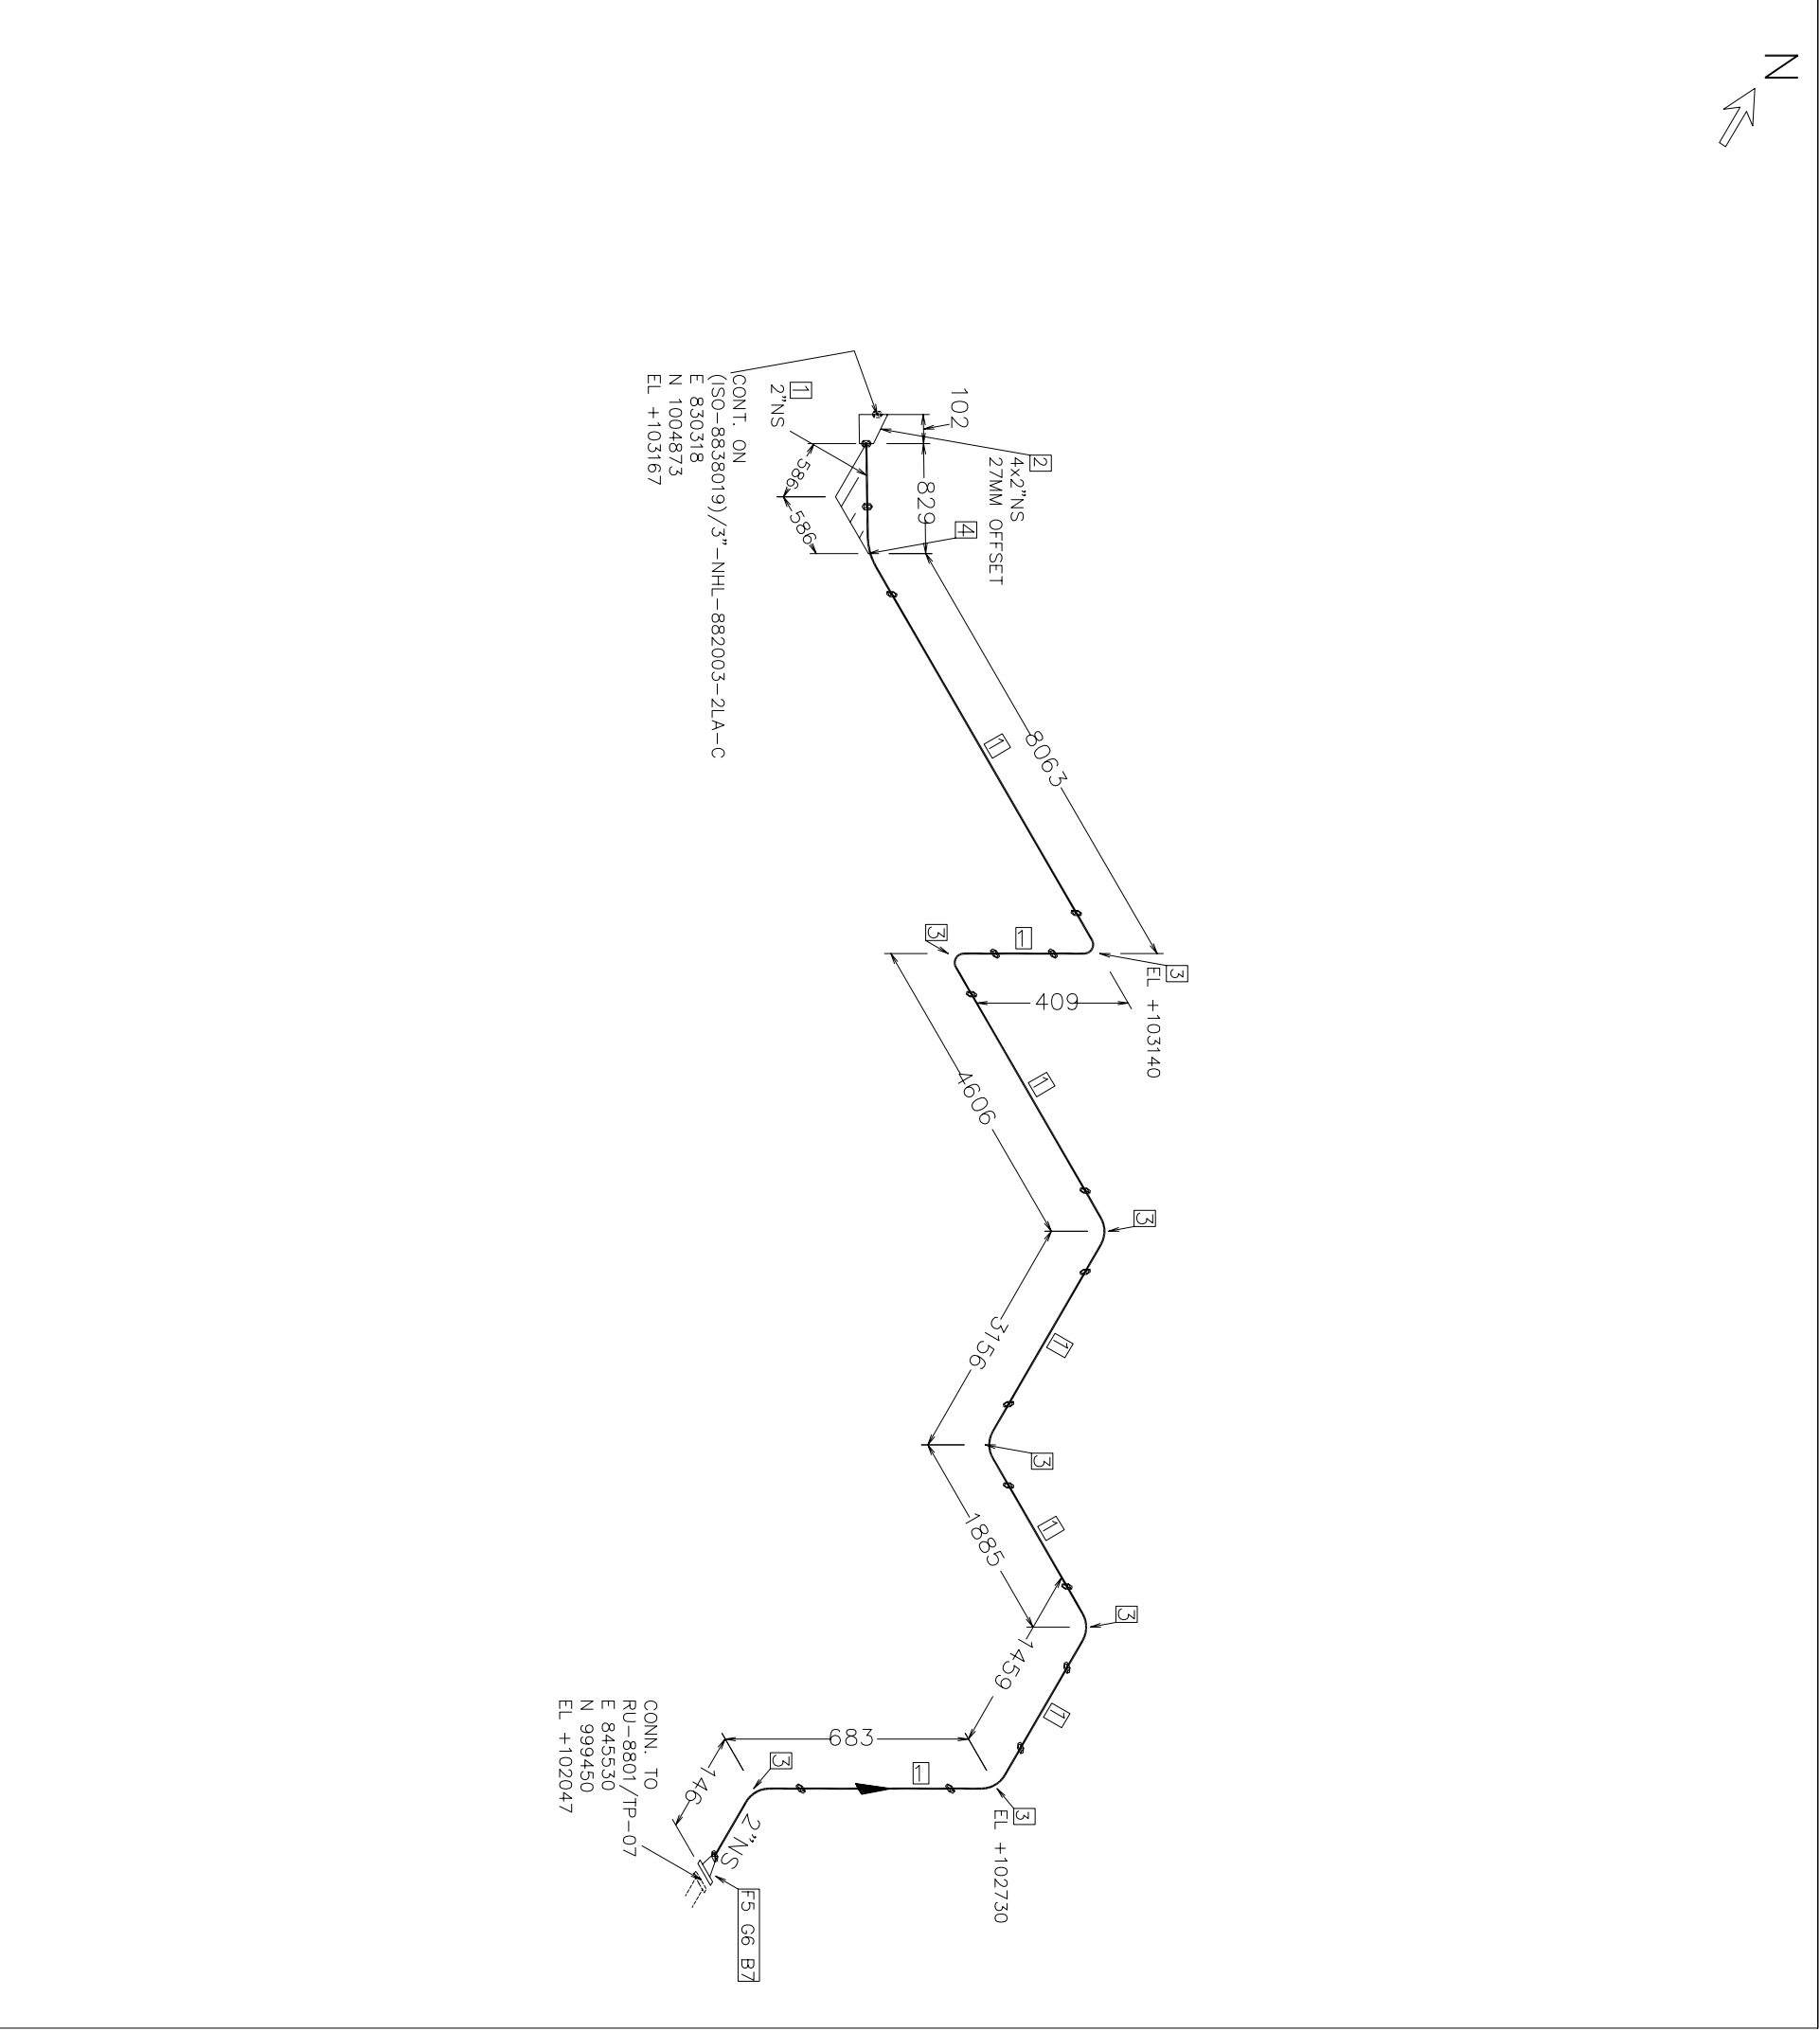 N
CONT. ON
(ISO-8838019)/3"-NHL-882003-2LA-C
E 830318
N 1004873
EL +103167
1
2"NS
102
2
4x2"NS
27MM OFFSET
829
586
586
4
8063
1
3
EL +103140
1
3
409
4606
1
3
3156
1
3
1885
1
3
1459
1
3
EL +102730
683
1
3
146
2"NS
F5 G6 B7
CONN. TO
RU-8801/TP-07
E 845530
N 999450
EL +102047